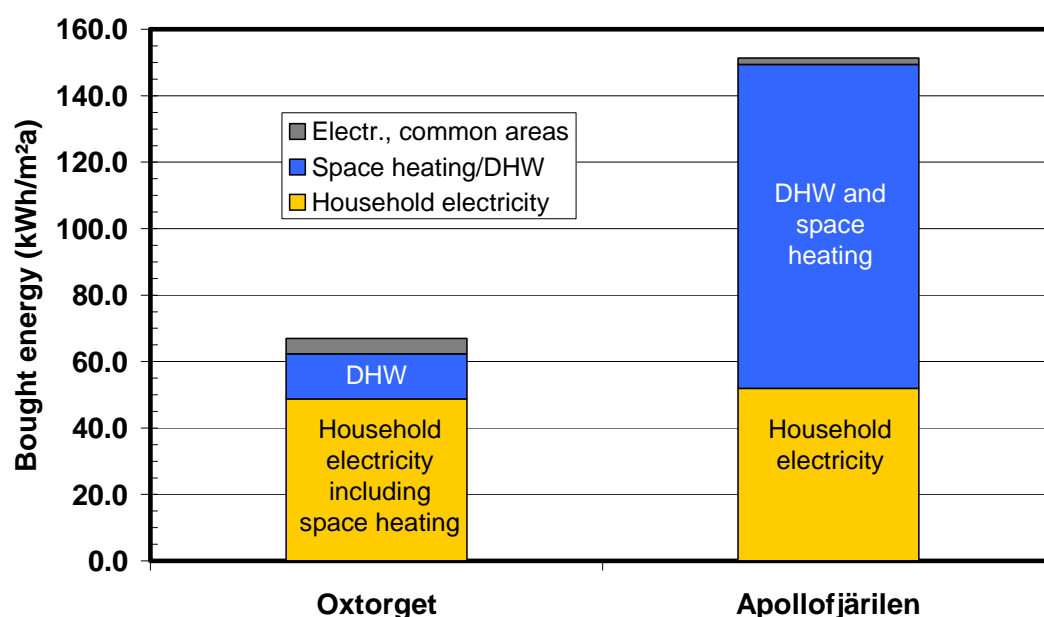 Bought energy (kWh/m²a)
160.0
140.0
120.0
100.0
80.0
60.0
40.0
20.0
0.0
Electr., common areas
Space heating/DHW
Household electricity
DHW
Household
electricity
including
space heating
DHW and
space
heating
Household
electricity
Oxtorget
Apollofjärilen